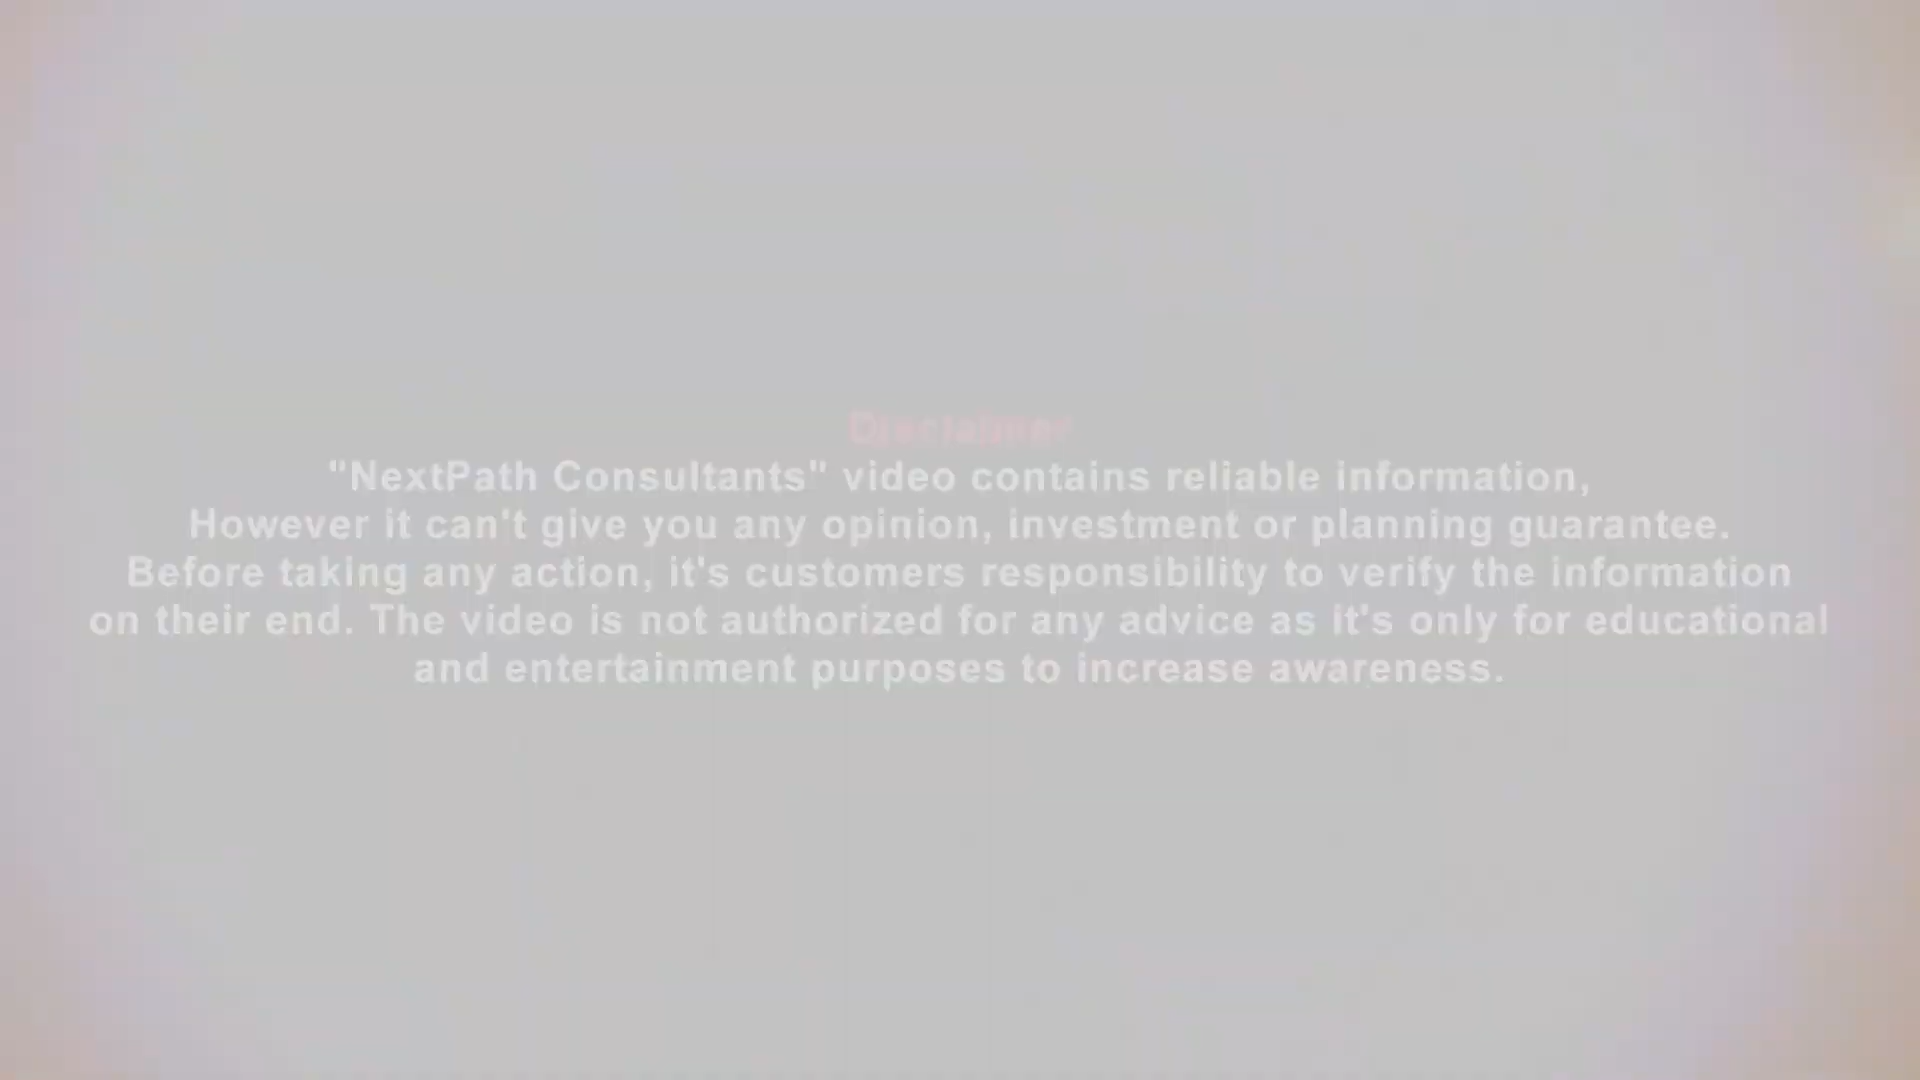 Disclaimer
"NextPath Consultants" video contains reliable information,
However it can't give you any opinion, investment or planning guarantee.
Before taking any action, it's customers responsibility to verify the information
on their end. The video is not authorized for any advice as it's only for educational
and entertainment purposes to increase awareness.